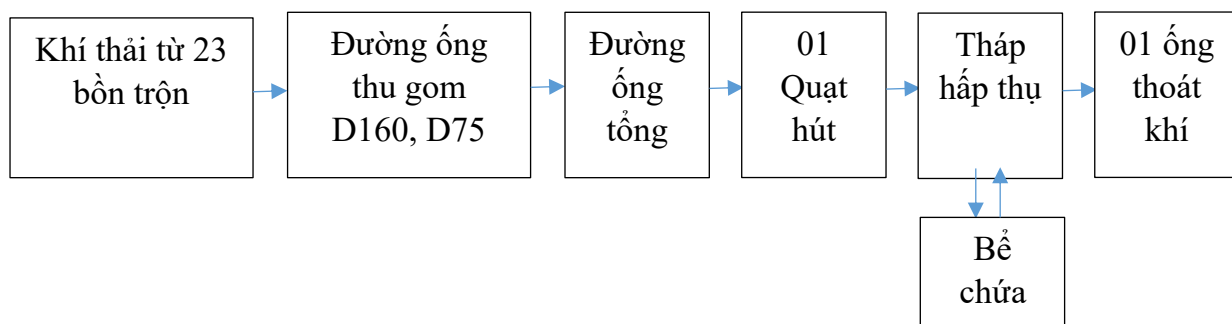 Khí thải từ 23
bồn trộn
Đường ống
thu gom
D160, D75
Đường
ống
tổng
01
Quạt
hút
Tháp
hấp thụ
01 ống
thoát
khí
Bể
chứa